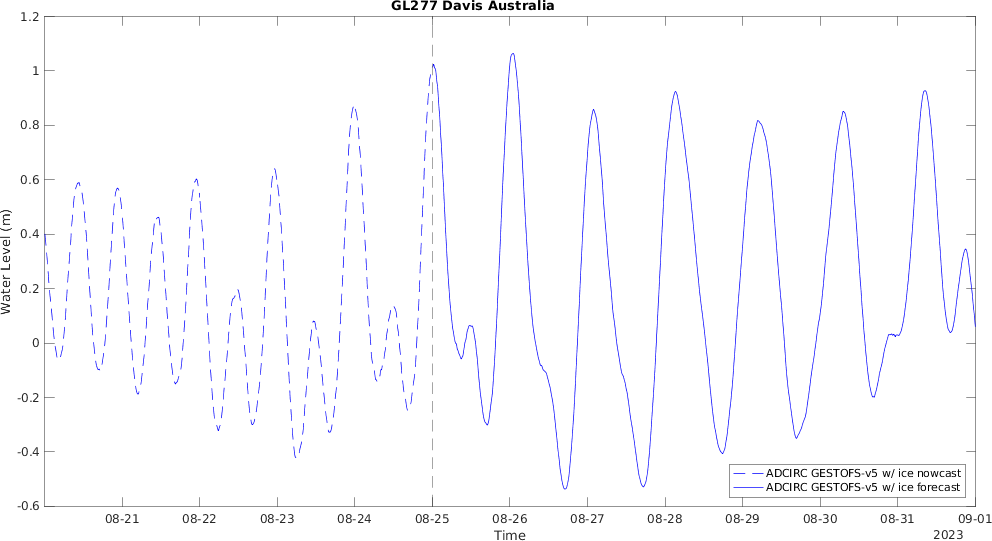 GL277 Davis Australia
1.2
1
0.8
0.6
0.4
0.2
0
-0.2
-0.4
-0.6
Water Level (m)
ADCIRC GESTOFS-v5 w/ ice nowcast
ADCIRC GESTOFS-v5 w/ ice forecast
08-21 08-22 08-23 08-24 08-25 08-26 08-27 08-28 08-29 08-30 08-31 09-01
Time
2023